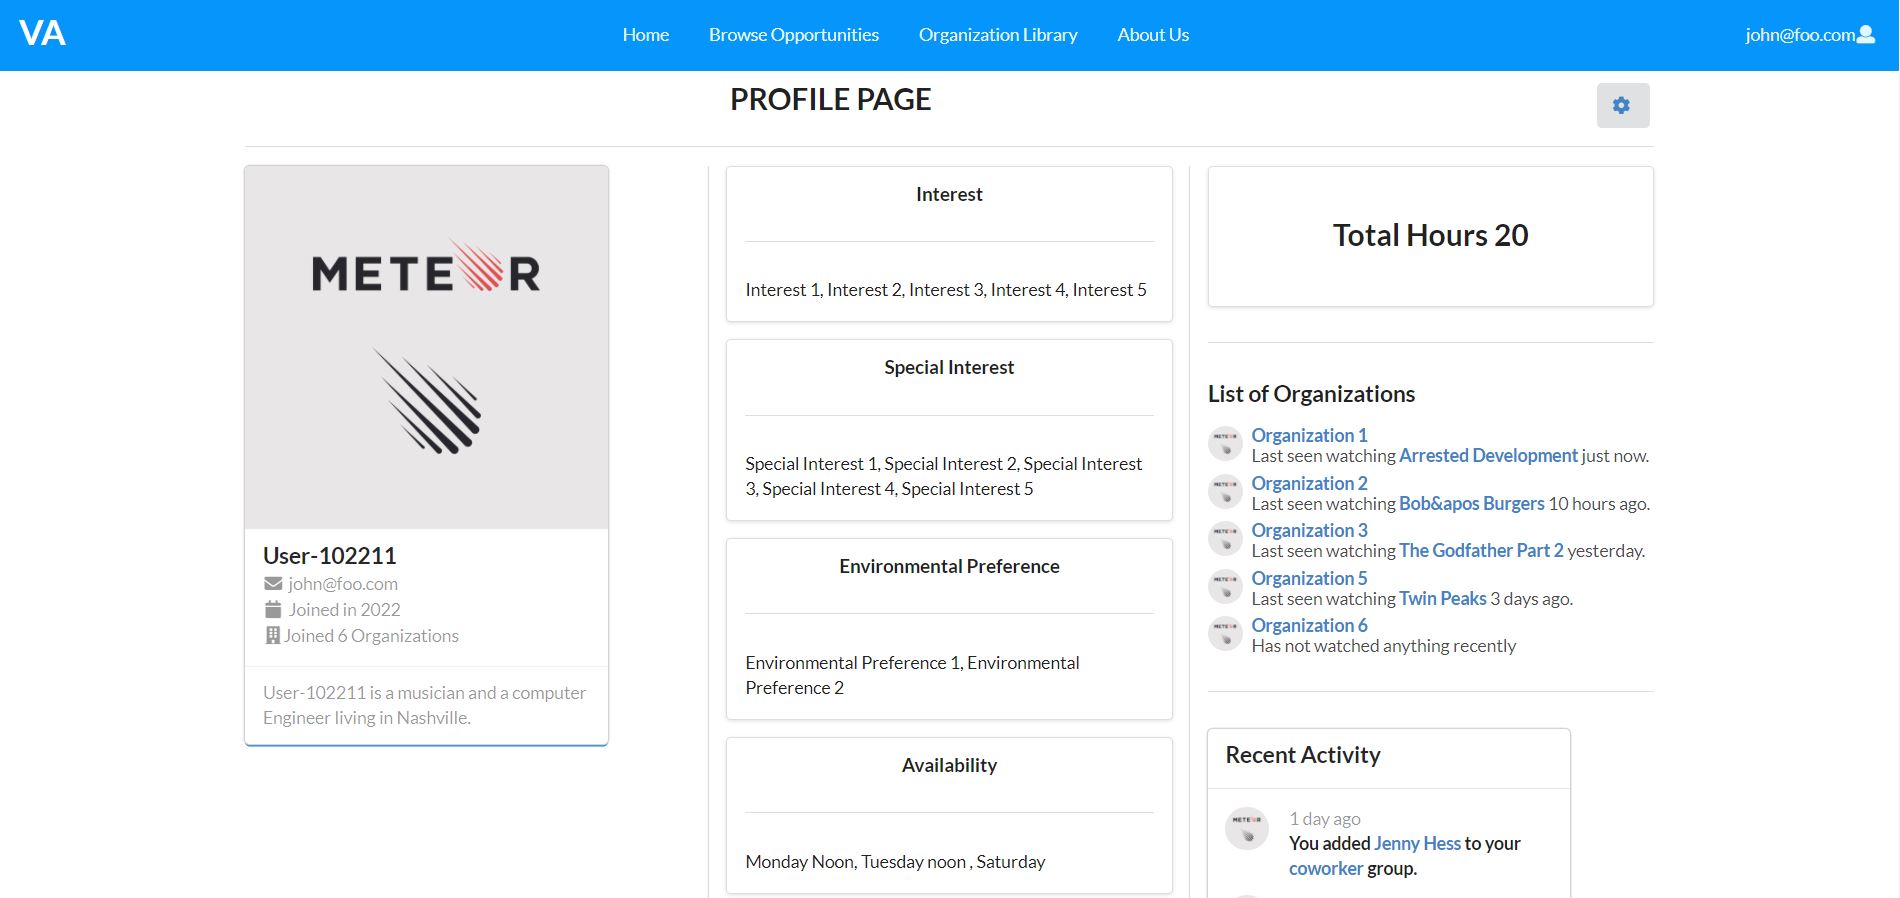 VA
Home
Browse Opportunities
Organization Library
About Us
john@foo.com
PROFILE PAGE
METEOR
User-102211
john@foo.com
Joined in 2022
Joined 6 Organizations
User-102211 is a musician and a computer
Engineer living in Nashville.
Interest
Interest 1, Interest 2, Interest 3, Interest 4, Interest 5
Special Interest
Special Interest 1, Special Interest 2, Special Interest
3, Special Interest 4, Special Interest 5
Environmental Preference
Environmental Preference 1, Environmental
Preference 2
Availability
Monday Noon, Tuesday noon , Saturday
Total Hours 20
List of Organizations
METEOR
Organization 1
Last seen watching Arrested Development just now.
METEOR
Organization 2
Last seen watching Bob&apos Burgers 10 hours ago.
METEOR
Organization 3
Last seen watching The Godfather Part 2 yesterday.
METEOR
Organization 5
Last seen watching Twin Peaks 3 days ago.
METEOR
Organization 6
Has not watched anything recently
Recent Activity
METEOR
1 day ago
You added Jenny Hess to your
coworker group.